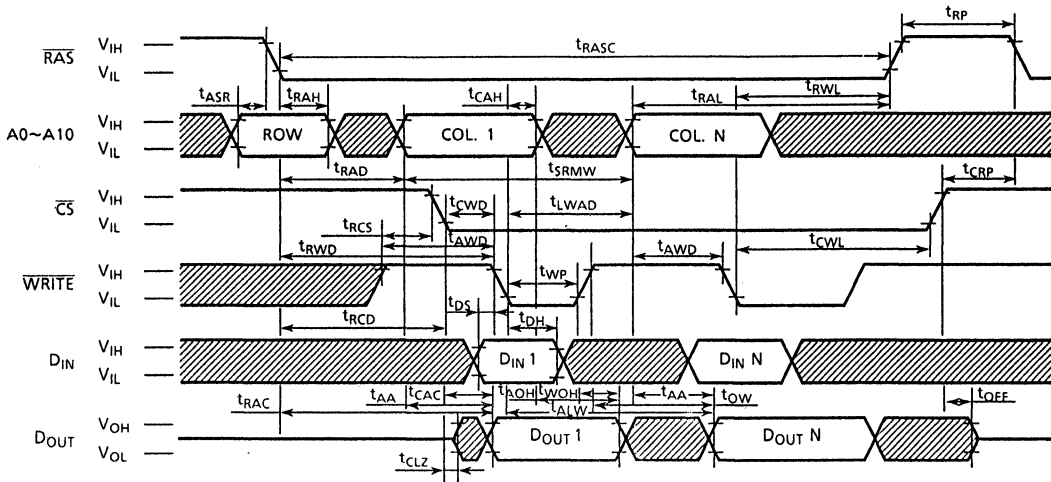 RAS VIH VIL tRASC tRP
tASR tRAH tCAH tRAL tRWL
A0~A10 VIH VIL ROW COL. 1 COL. N
tRAD tSRMW tCRP
CS VIH VIL tCWD tLWAD
tRCS tAWD tAWD tCWL
tRWD
WRITE VIH VIL tWP
tRCD tDS tDH
DIN VIH VIL DIN 1 DIN N
tRAC tAA tCAC tAOH tWOH tALW tAA tOW tOFF
DOUT VOH VOL DOUT 1 DOUT N
tCLZ